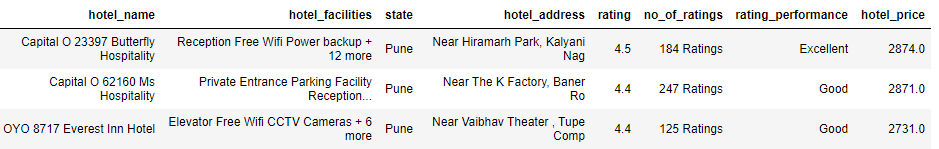 hotel_name hotel_facilities state hotel_address rating no_of_ratings rating_performance hotel_price
Capital O 23397 Butterfly Reception Free Wifi Power backup + Pune Near Hiramarh Park, Kalyani 4.5 184 Ratings Excellent 2874.0
Hospitality 12 more Nag
Capital O 62160 Ms Private Entrance Parking Facility Pune Near The K Factory, Baner 4.4 247 Ratings Good 2871.0
Hospitality Reception... Ro
OYO 8717 Everest Inn Hotel Elevator Free Wifi CCTV Cameras + 6 Pune Near Vaibhav Theater , Tupe 4.4 125 Ratings Good 2731.0
more Comp